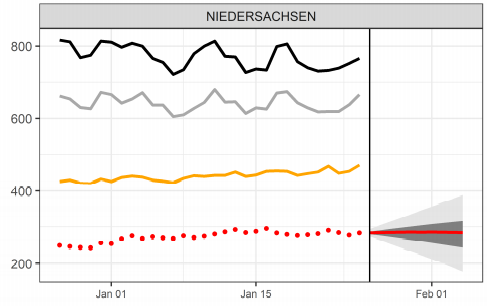 NIEDERSACHSEN
800
600
400
200
Jan 01
Jan 15
Feb 01